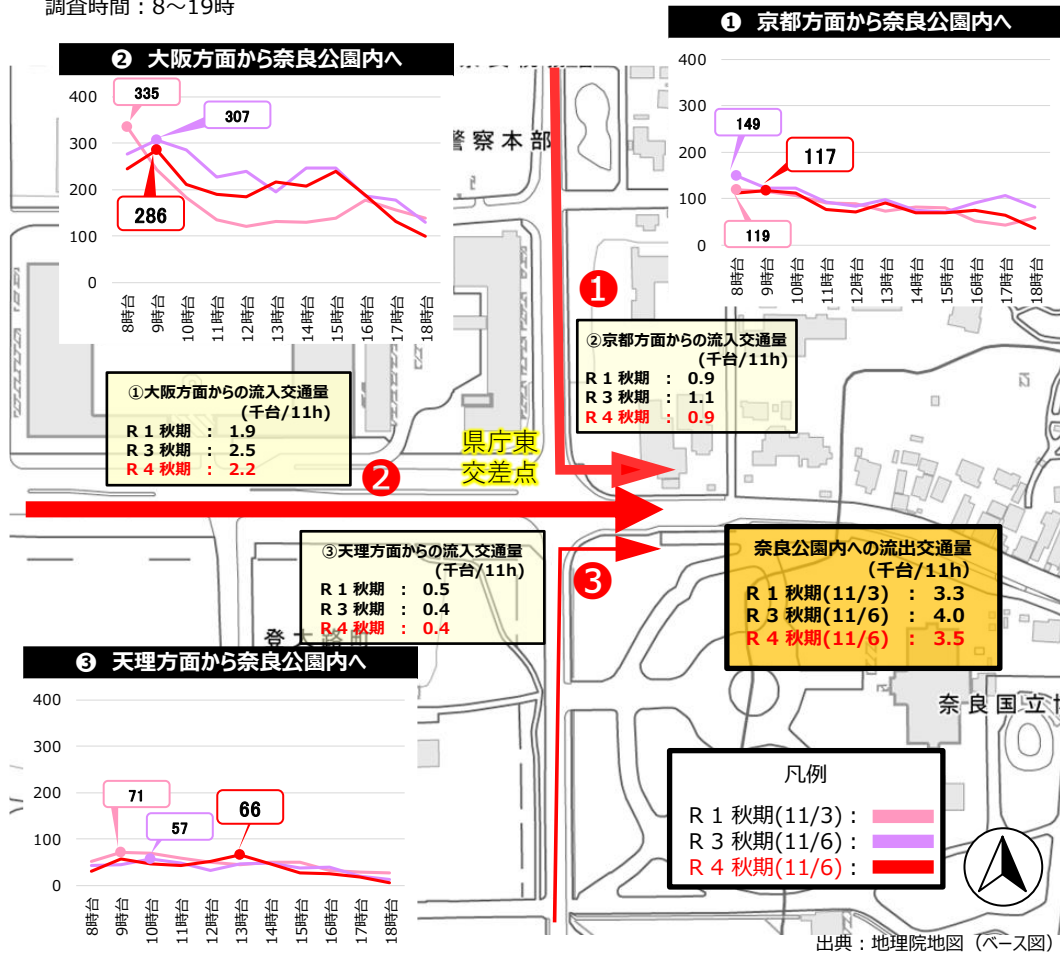 調査時間：8～19時
❶ 京都方面から奈良公園内へ
400
300
200
100
0
149
117
119
8時台
9時台
10時台
11時台
12時台
13時台
14時台
15時台
16時台
17時台
18時台
❷ 大阪方面から奈良公園内へ
400
300
200
100
0
335
307
286
8時台
9時台
10時台
11時台
12時台
13時台
14時台
15時台
16時台
17時台
18時台
警察本部
❶
②京都方面からの流入交通量
(千台/11h)
R１秋期 ： 0.9
R３秋期 ： 1.1
R４秋期 ： 0.9
①大阪方面からの流入交通量
(千台/11h)
R１秋期 ： 1.9
R３秋期 ： 2.5
R４秋期 ： 2.2
県庁東
交差点
❷
③天理方面からの流入交通量
(千台/11h)
R１秋期 ： 0.5
R３秋期 ： 0.4
R４秋期 ： 0.4
❸
奈良公園内への流出交通量
(千台/11h)
R１秋期(11/3) ： 3.3
R３秋期(11/6) ： 4.0
R４秋期(11/6) ： 3.5
登大路町
❸ 天理方面から奈良公園内へ
400
300
200
100
0
71
57
66
8時台
9時台
10時台
11時台
12時台
13時台
14時台
15時台
16時台
17時台
18時台
奈良国立
凡例
R１秋期(11/3)：
R３秋期(11/6)：
R４秋期(11/6)：
出典：地理院地図（ベース図）